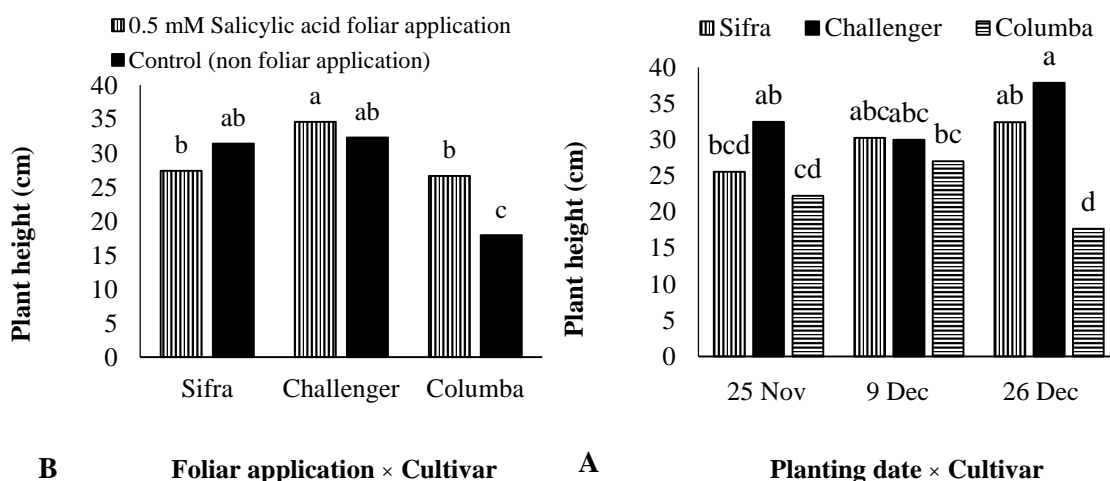 0.5 mM Salicylic acid foliar application
Control (non foliar application)
Plant height (cm)
40
35
30
25
20
15
10
5
0
b
ab
a
ab
b
c
Sifra
Challenger
Columba
B
Foliar application × Cultivar
Sifra
Challenger
Columba
Plant height (cm)
40
35
30
25
20
15
10
5
0
bcd
ab
cd
abc
abc
bc
ab
a
d
25 Nov
9 Dec
26 Dec
A
Planting date × Cultivar